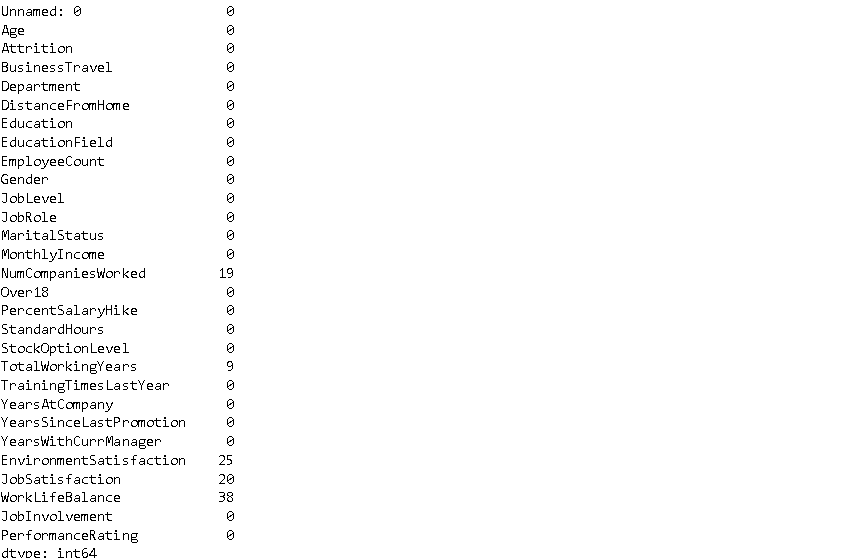 Unnamed: 0 0
Age 0
Attrition 0
BusinessTravel 0
Department 0
DistanceFromHome 0
Education 0
EducationField 0
EmployeeCount 0
Gender 0
JobLevel 0
JobRole 0
MaritalStatus 0
MonthlyIncome 0
NumCompaniesWorked 19
Over18 0
PercentSalaryHike 0
StandardHours 0
StockOptionLevel 0
TotalWorkingYears 9
TrainingTimesLastYear 0
YearsAtCompany 0
YearsSinceLastPromotion 0
YearsWithCurrManager 0
EnvironmentSatisfaction 25
JobSatisfaction 20
WorkLifeBalance 38
JobInvolvement 0
PerformanceRating 0
dtype: int64